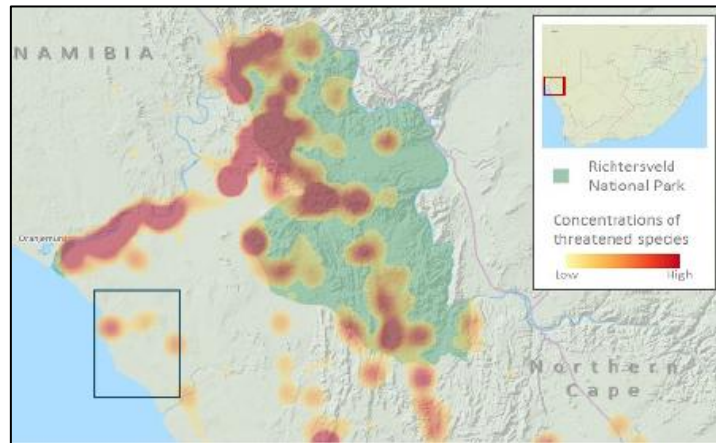 NAMIBIA
Oranjemund
Northern
Cape
Richtersveld
National Park
Concentrations of
threatened species
Low
High